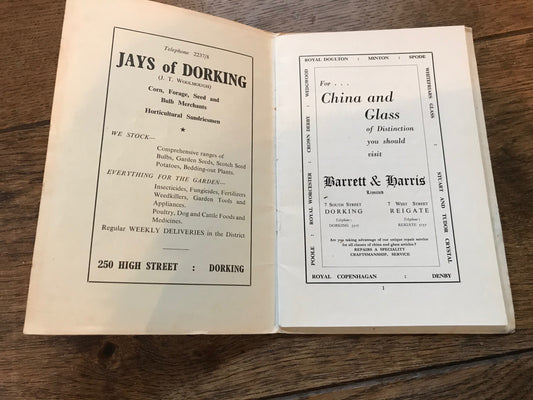 Telephone 2237/8
JAYS of DORKING
(J. T. WOOLNOUGH)
Corn, Forage, Seed and
Bulb Merchants
Horticultural Sundriesmen
WE STOCK—
Comprehensive ranges of
Bulbs, Garden Seeds, Scotch Seed
Potatoes, Bedding-out Plants.
EVERYTHING FOR THE GARDEN—
Insecticides, Fungicides, Fertilizers
Weedkillers, Garden Tools and
Appliances.
Poultry, Dog and Cattle Foods and
Medicines.
Regular WEEKLY DELIVERIES in the District
250 HIGH STREET : DORKING
ROYAL DOULTON : MINTON : SPODE
POOLE : ROYAL WORCESTER : CROWN DERBY : WEDGWOOD
WHITEFRIARS GLASS : STUART AND TUDOR CRYSTAL
For . . .
China and
Glass
of Distinction
you should
visit
Barrett & Harris
Limited
7 SOUTH STREET 7 WEST STREET
DORKING REIGATE
Telephone: Telephone:
DORKING REIGATE
Are you taking advantage of our unique repair service
for all classes of china and glass articles?
REPAIRS A SPECIALITY
CRAFTSMANSHIP, SERVICE
ROYAL COPENHAGAN : DENBY
1